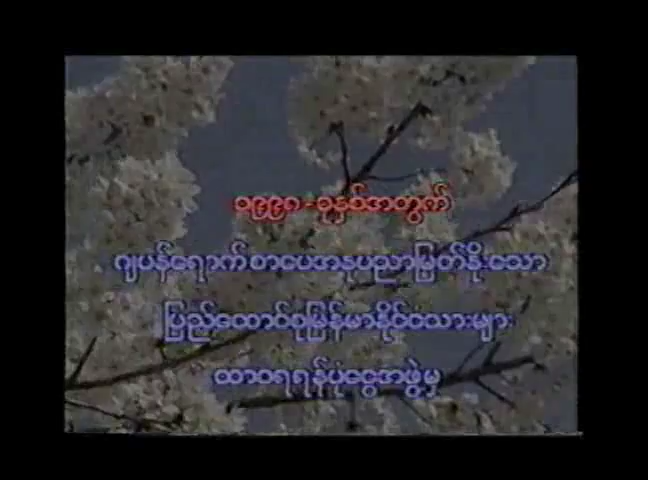 ၁၉၉၈ - ခုနှစ်အတွက်
ဂျပန်ရောက်စာပေအနုပညာမြတ်နိုးသော
ပြည်ထောင်စုမြန်မာနိုင်ငံသားများ
ထာဝရရန်ပုံငွေအဖွဲ့မှ